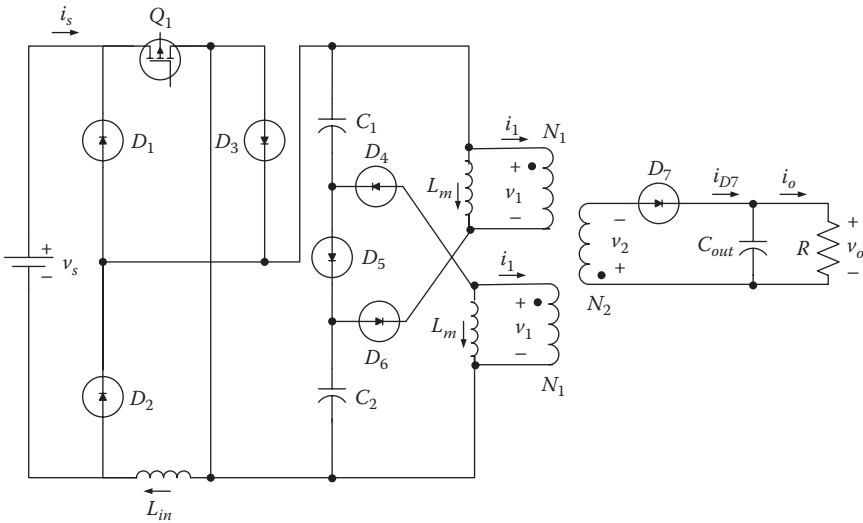 i_s
Q_1
D_1
D_3
C_1
D_4
i_1
N_1
L_m
+
v_1
−
D_7
i_D7
i_o
+
v_s
−
D_5
i_1
−
v_2
+
C_out
R
+
v_o
−
N_2
D_6
L_m
+
v_1
−
N_1
D_2
C_2
L_in